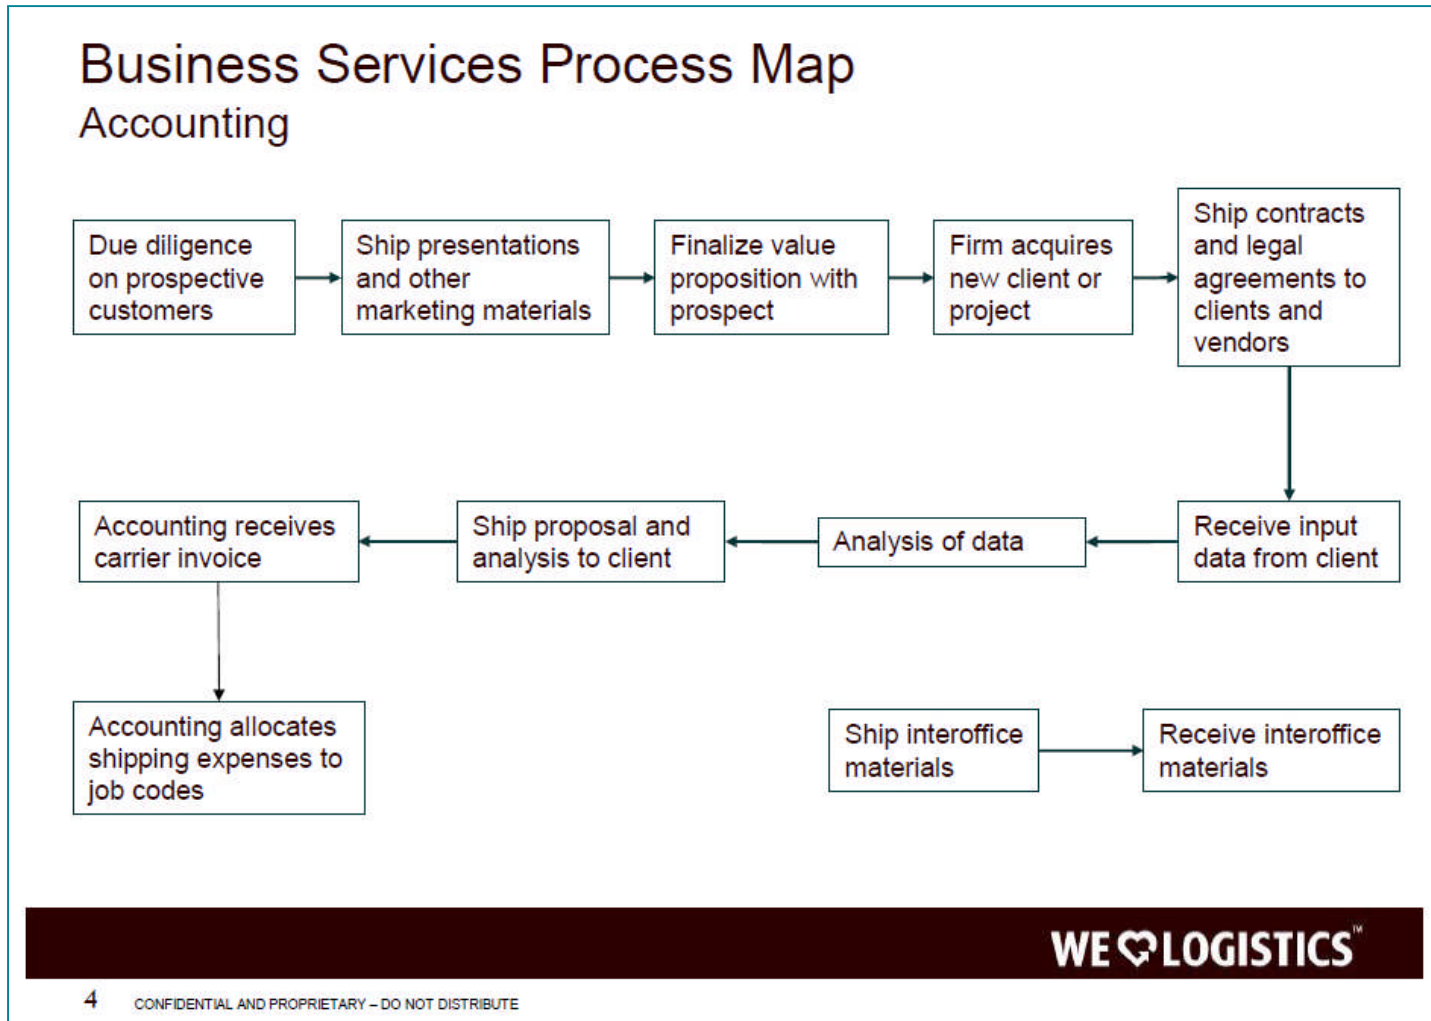 Business Services Process Map
Accounting
Due diligence
on prospective
customers
Ship presentations
and other
marketing materials
Finalize value
proposition with
prospect
Firm acquires
new client or
project
Ship contracts
and legal
agreements to
clients and
vendors
Receive input
data from client
Analysis of data
Ship proposal and
analysis to client
Accounting receives
carrier invoice
Accounting allocates
shipping expenses to
job codes
Ship interoffice
materials
Receive interoffice
materials
WE LOGISTICS™
4 CONFIDENTIAL AND PROPRIETARY – DO NOT DISTRIBUTE